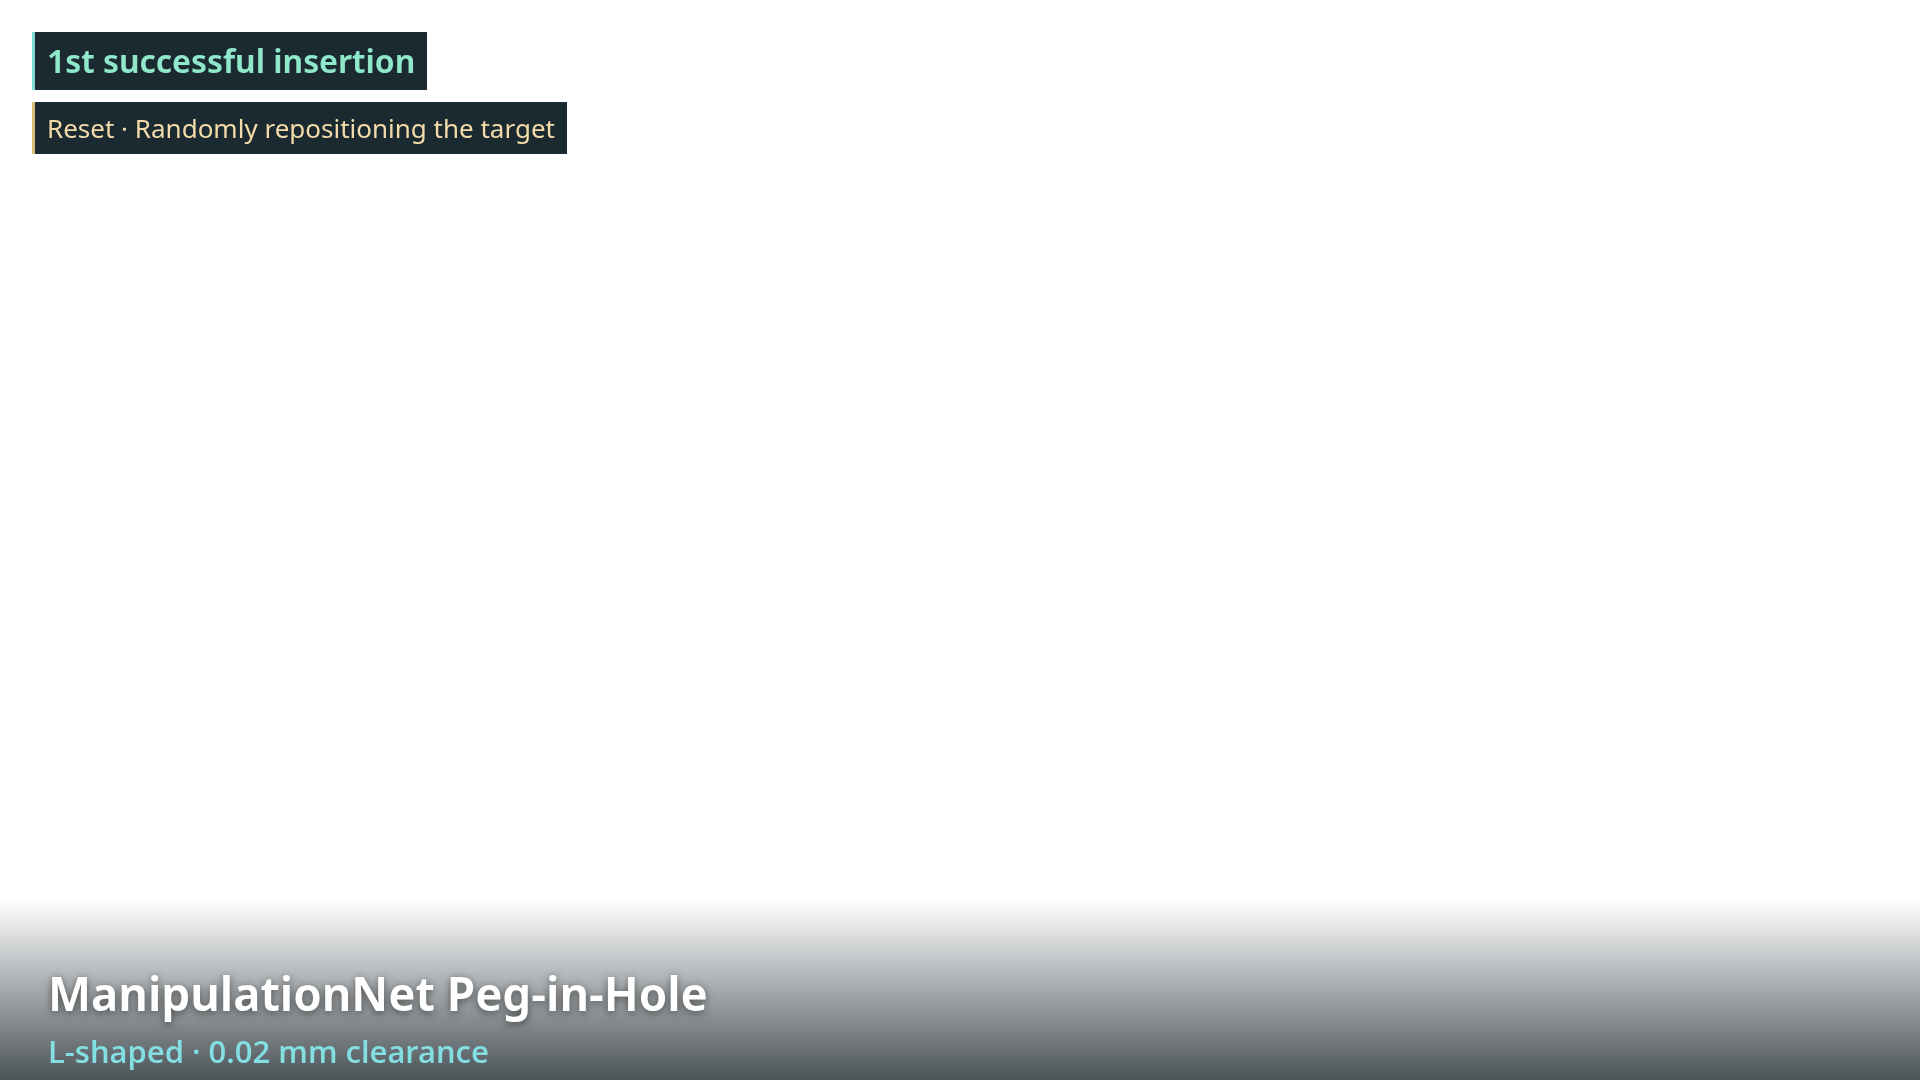 1st successful insertion
Reset · Randomly repositioning the target
ManipulationNet Peg-in-Hole
L-shaped · 0.02 mm clearance